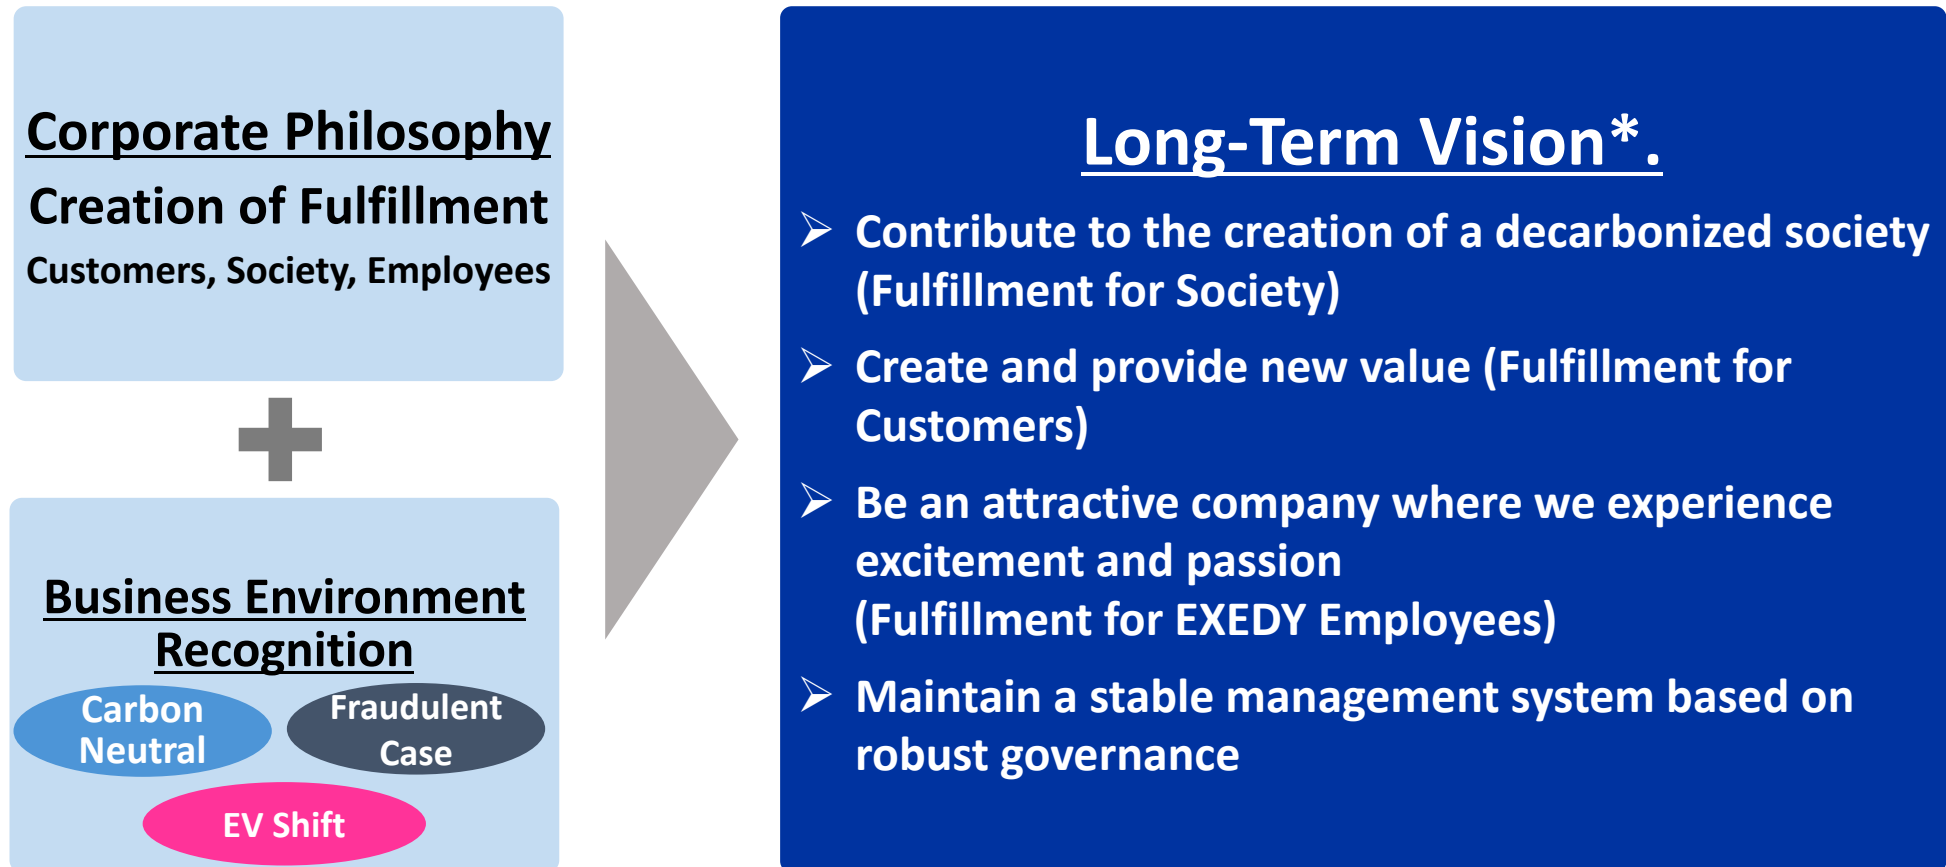 Corporate Philosophy
Creation of Fulfillment
Customers, Society, Employees
Business Environment
Recognition
Carbon
Neutral
Fraudulent
Case
EV Shift
Long-Term Vision*.
➢ Contribute to the creation of a decarbonized society
(Fulfillment for Society)
➢ Create and provide new value (Fulfillment for
Customers)
➢ Be an attractive company where we experience
excitement and passion
(Fulfillment for EXEDY Employees)
➢ Maintain a stable management system based on
robust governance